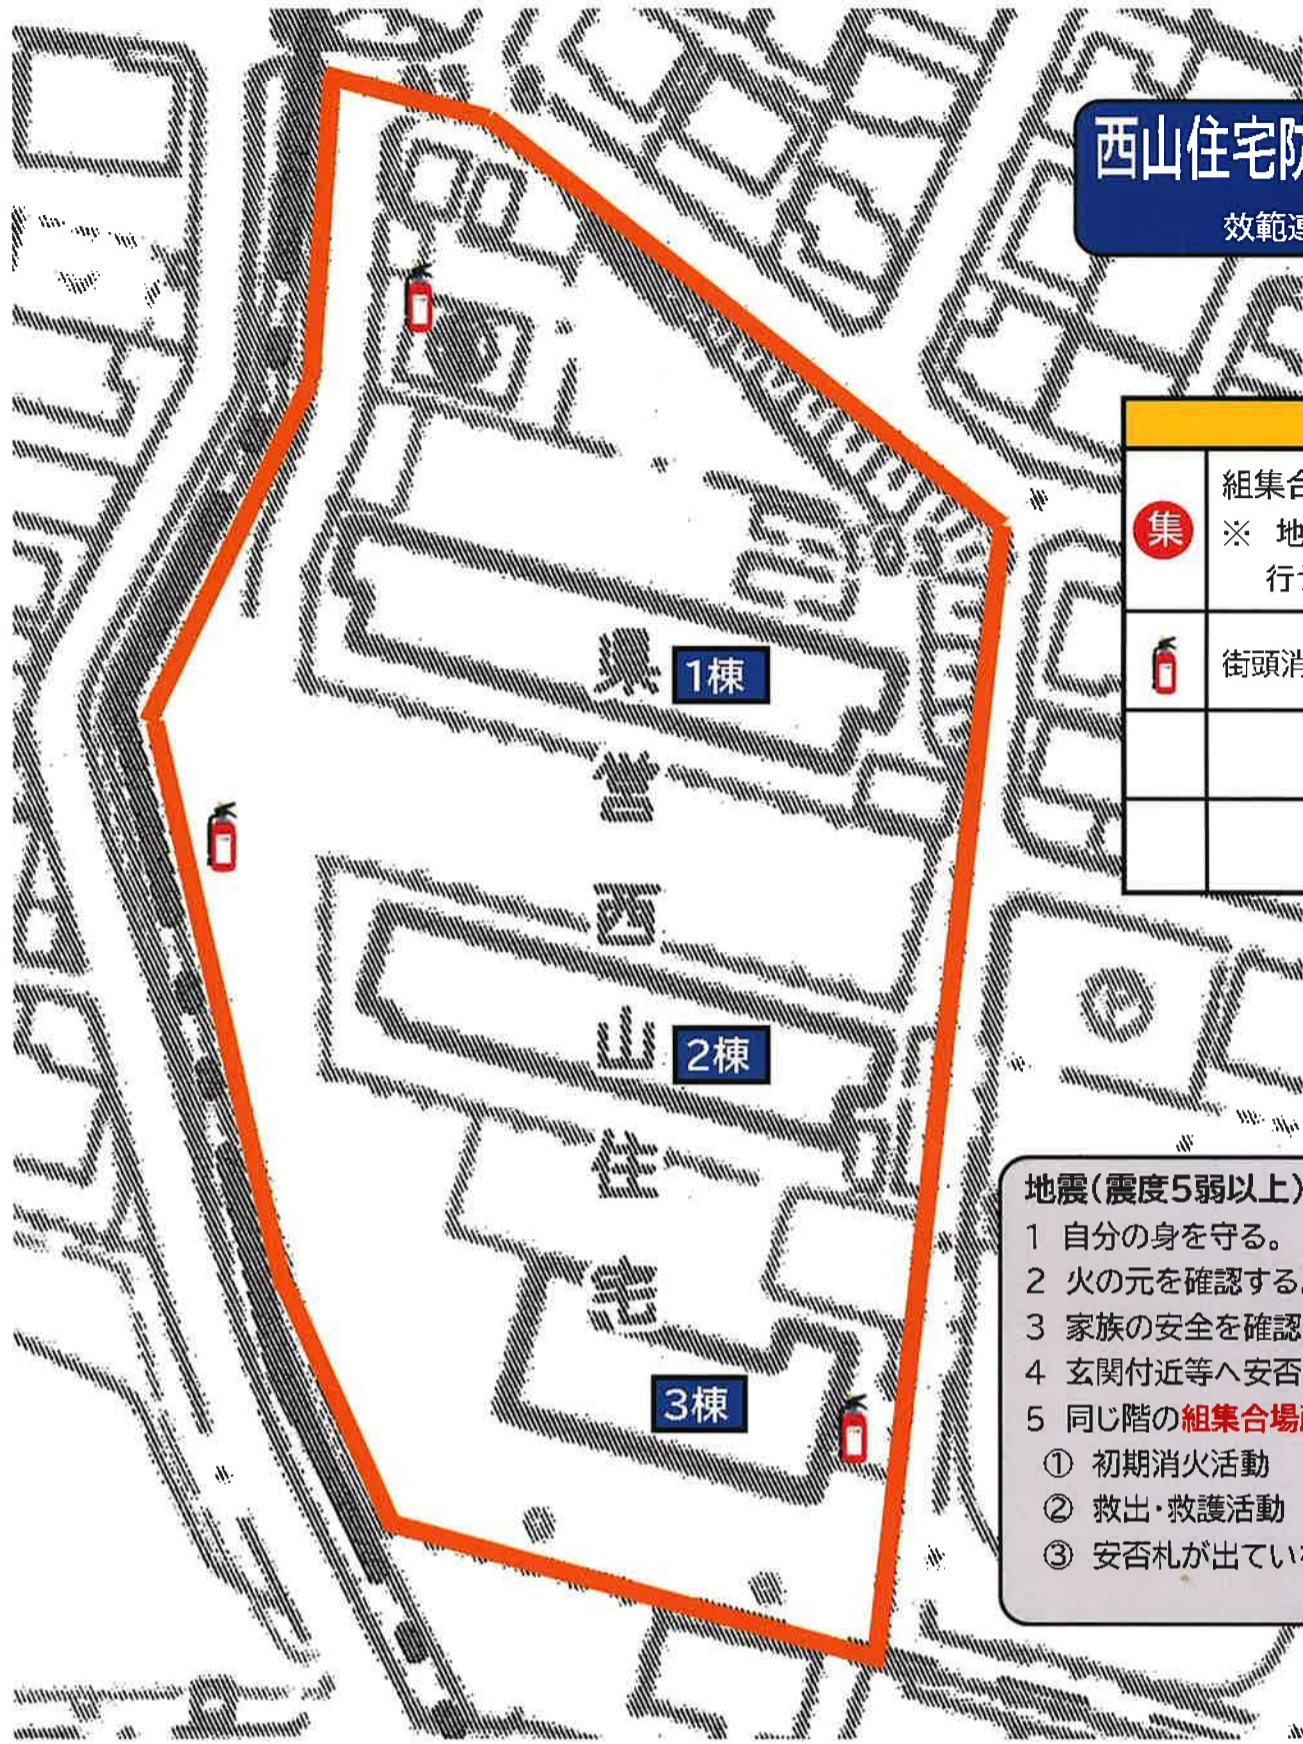 西山住宅防
効範連
集
組集合
※ 地
行
街頭消
1棟
2棟
3棟
県営西山住宅
地震(震度5弱以上)
1 自分の身を守る。
2 火の元を確認する。
3 家族の安全を確認
4 玄関付近等へ安否
5 同じ階の組集合場
① 初期消火活動
② 救出・救護活動
③ 安否札が出てい